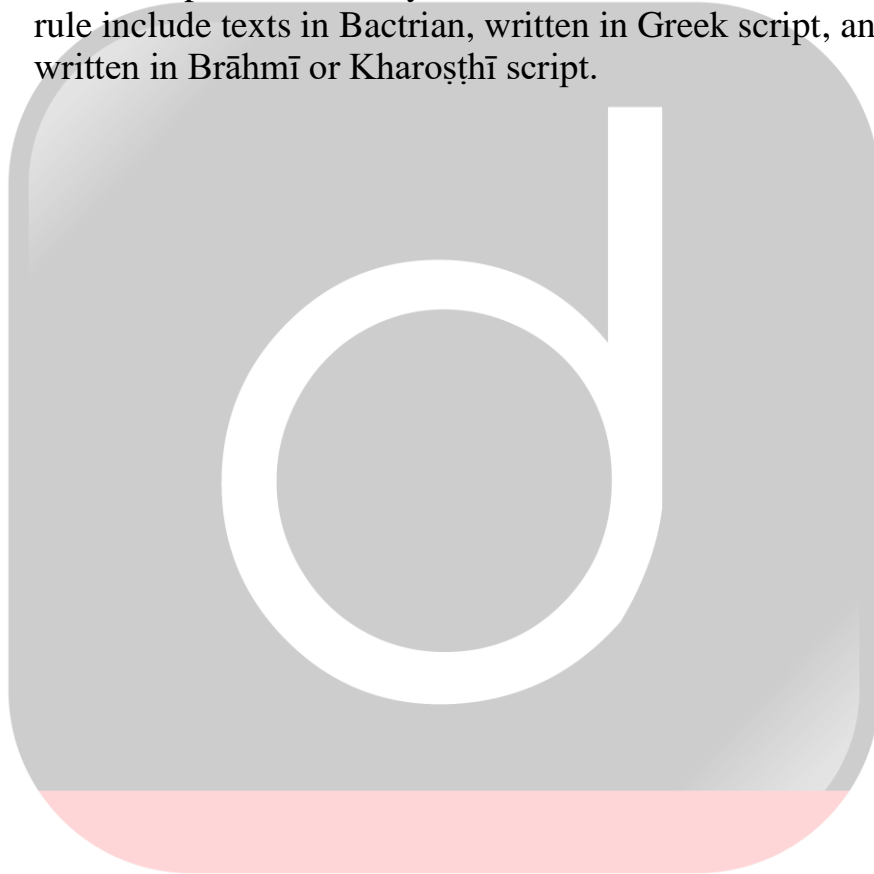 rule include texts in Bactrian, written in Greek script, an
written in Brāhmī or Kharoṣṭhī script.